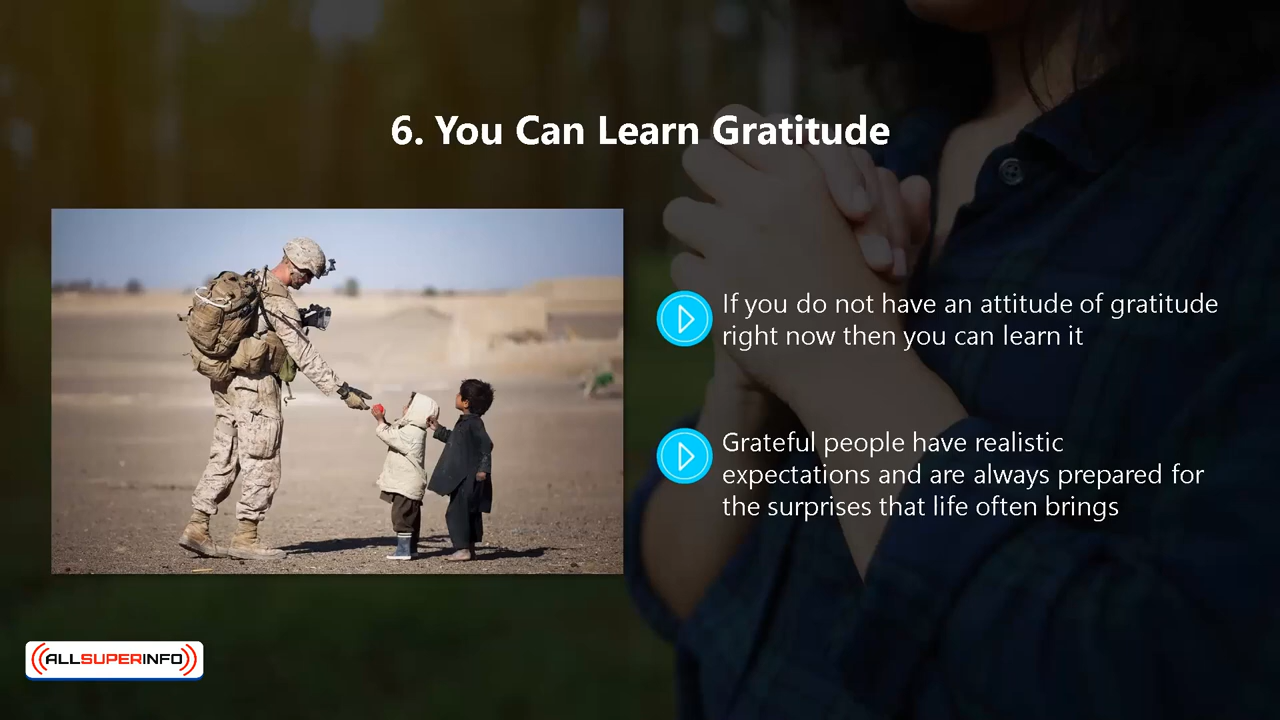 6. You Can Learn Gratitude
If you do not have an attitude of gratitude
right now then you can learn it
Grateful people have realistic
expectations and are always prepared for
the surprises that life often brings
ALLSUPERINFO